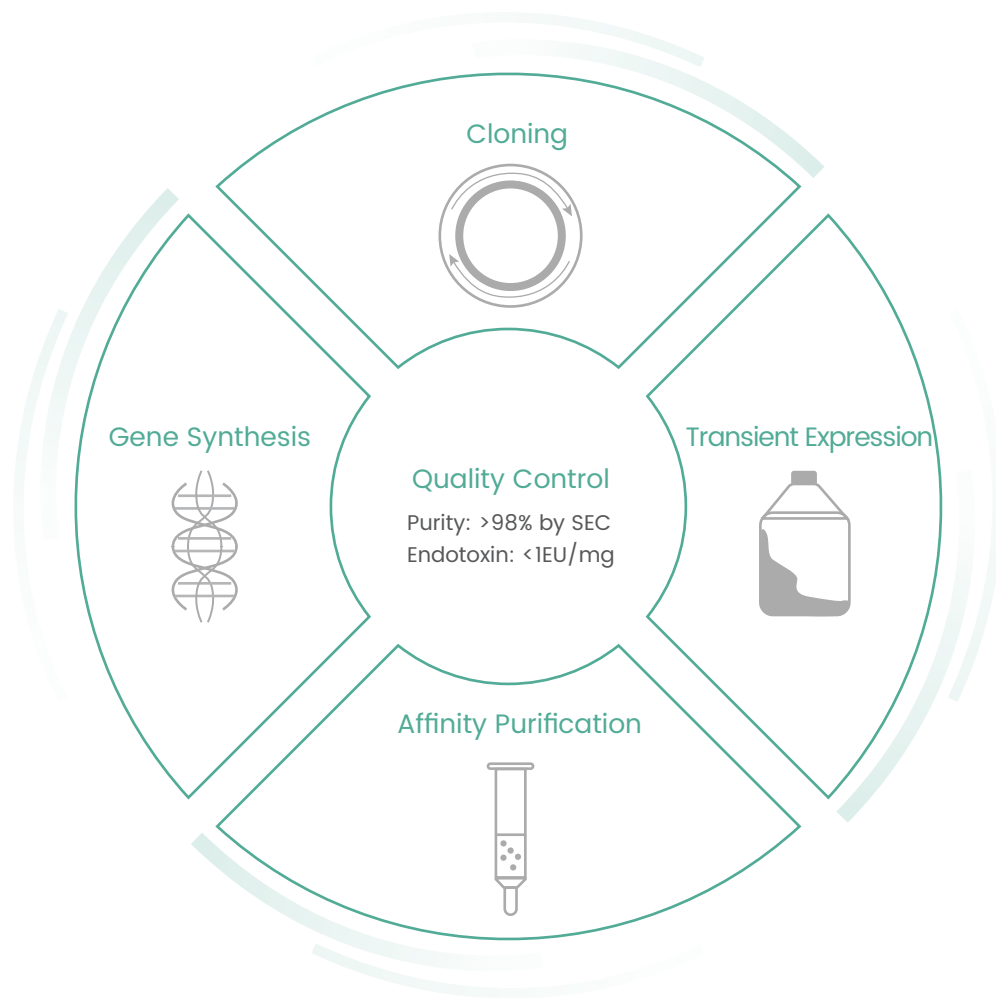 Cloning
Gene Synthesis
Transient Expression
Quality Control
Purity: >98% by SEC
Endotoxin: <1EU/mg
Affinity Purification